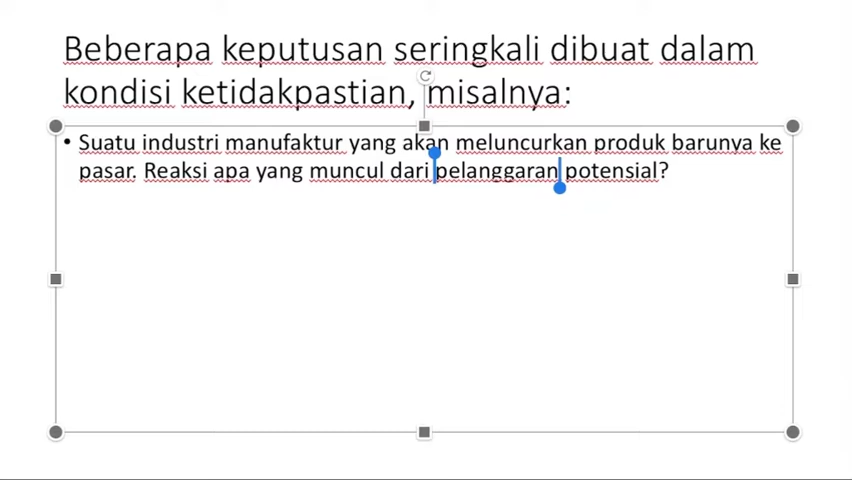 Beberapa keputusan seringkali dibuat dalam
kondisi ketidakpastian, misalnya:
• Suatu industri manufaktur yang akan meluncurkan produk barunya ke
pasar. Reaksi apa yang muncul dari pelanggaran potensial?